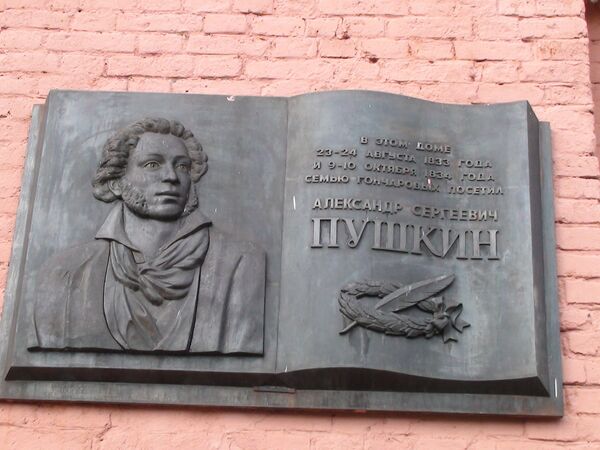 В ЭТОМ ДОМЕ
23-24 АВГУСТА 1833 ГОДА
И 9-10 ОКТЯБРЯ 1834 ГОДА
СЕМЬЮ ГОНЧАРОВЫХ ПОСЕТИЛ
АЛЕКСАНДР СЕРГЕЕВИЧ
ПУШКИН